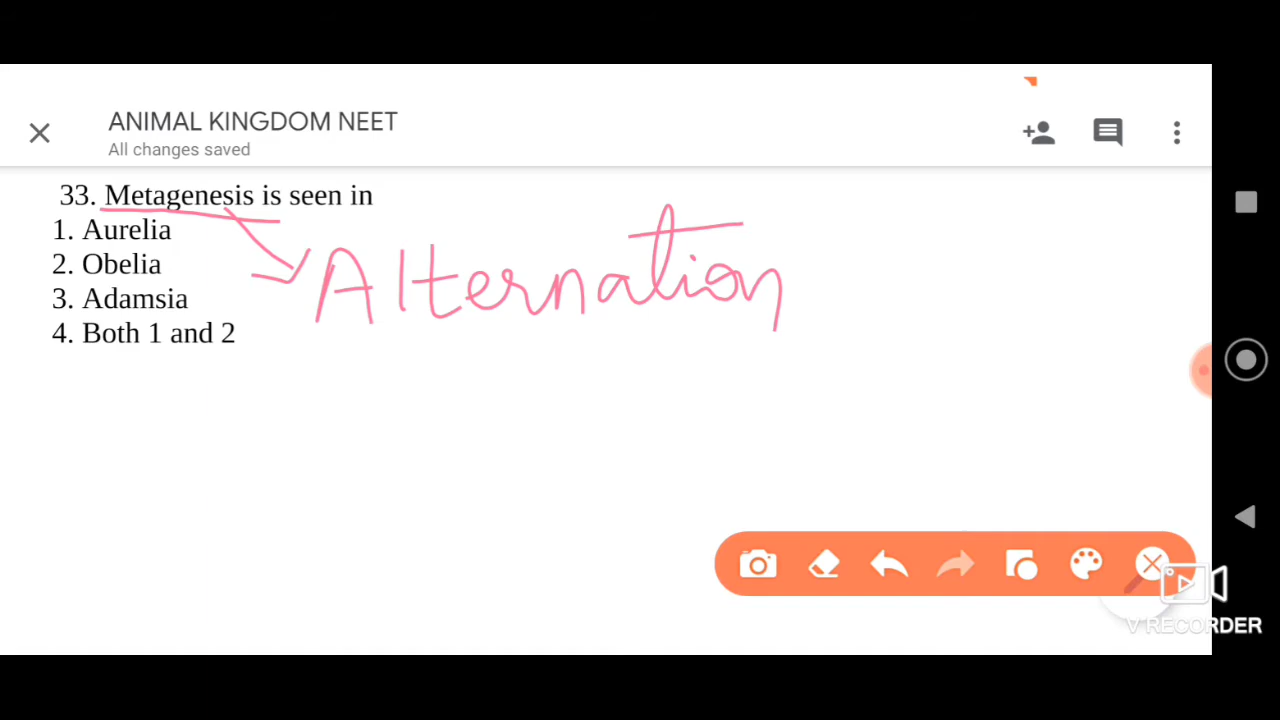 ANIMAL KINGDOM NEET
All changes saved
33. Metagenesis is seen in
1. Aurelia
2. Obelia
3. Adamsia
4. Both 1 and 2
Alternation
V RECORDER